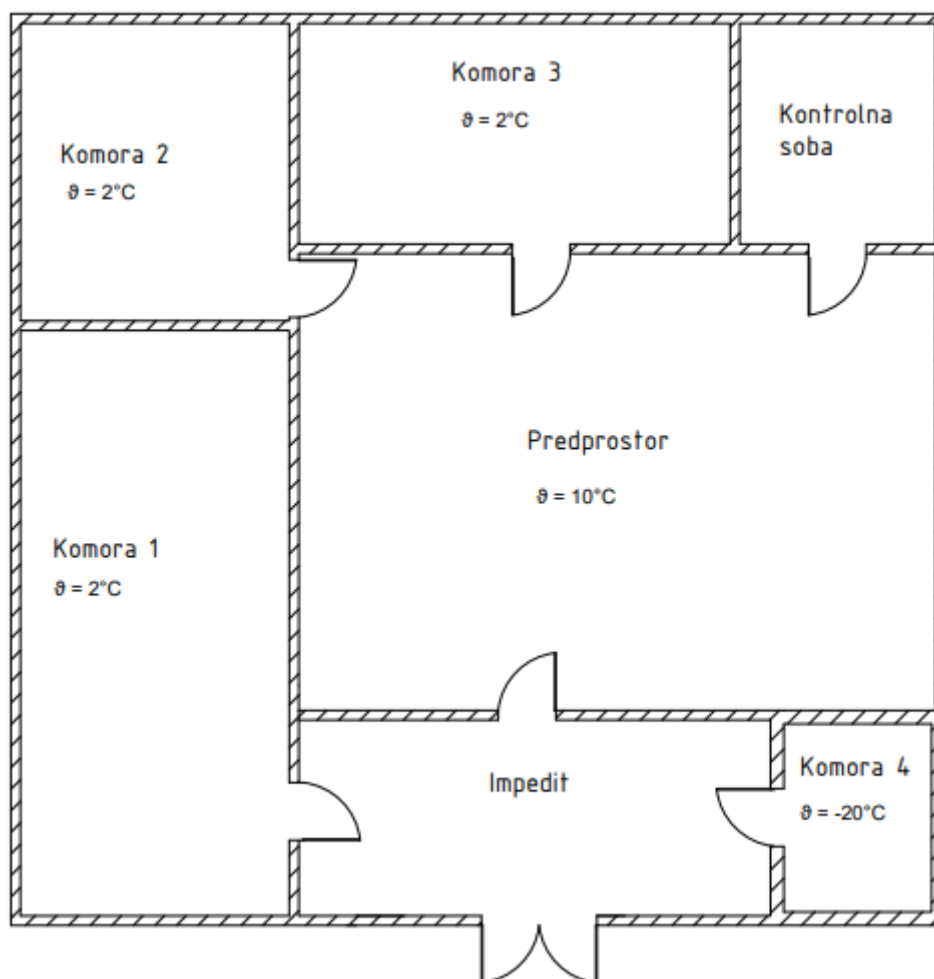 Komora 3
ϑ = 2°C
Kontrolna
soba
Komora 2
ϑ = 2°C
Predprostor
ϑ = 10°C
Komora 1
ϑ = 2°C
Impedit
Komora 4
ϑ = -20°C